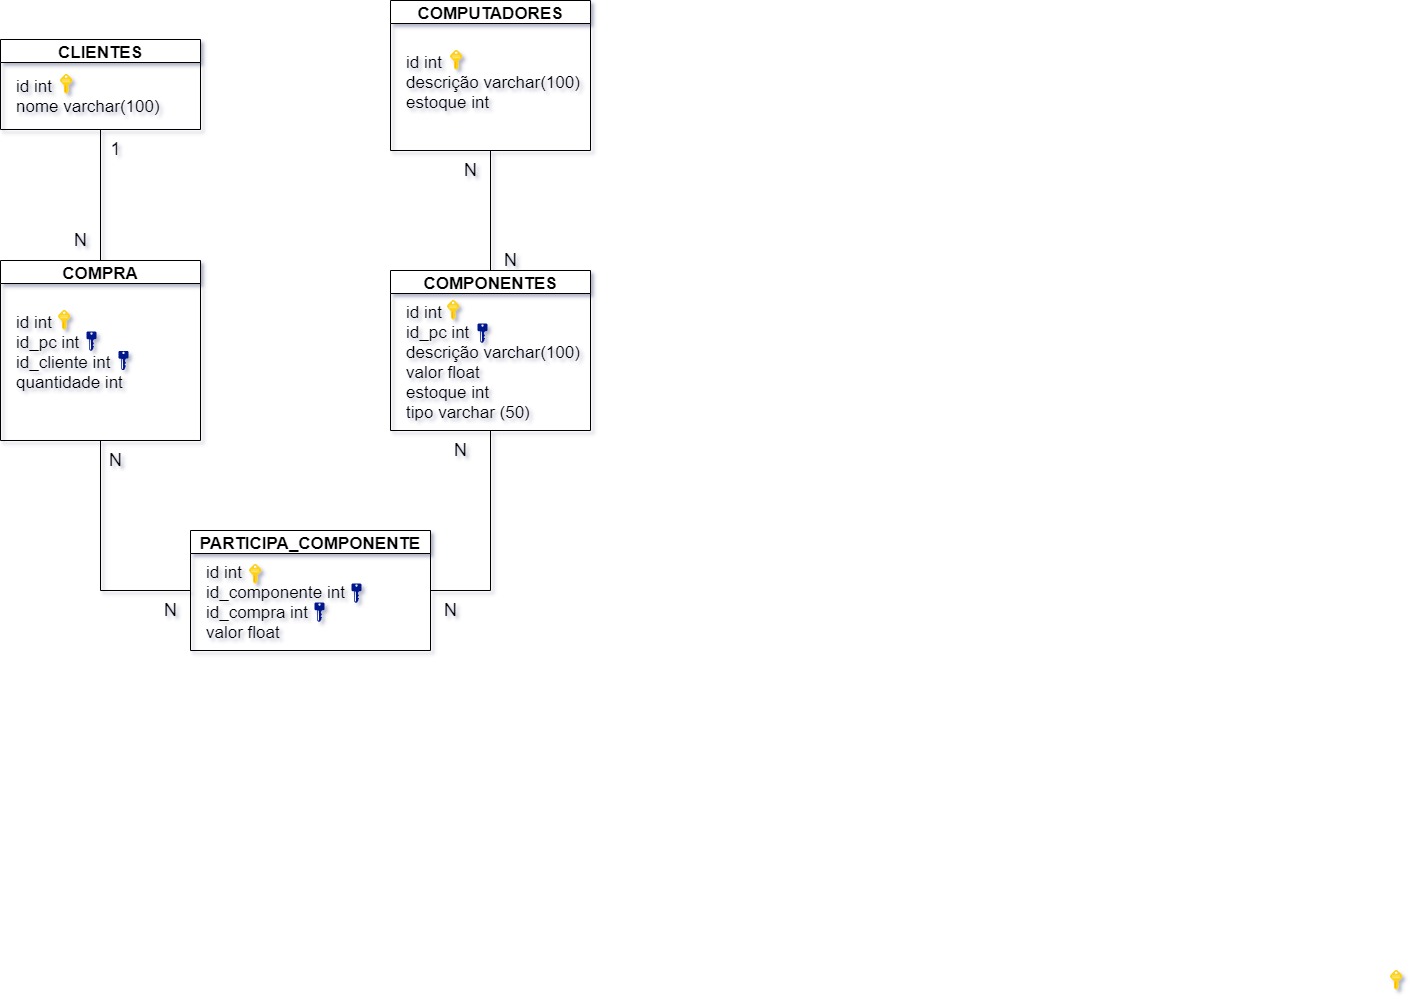 CLIENTES
id int
nome varchar(100)
1
N
COMPRA
id int
id_pc int
id_cliente int
quantidade int
N
COMPUTADORES
id int
descrição varchar(100)
estoque int
N
N
COMPONENTES
id int
id_pc int
descrição varchar(100)
valor float
estoque int
tipo varchar (50)
N
PARTICIPA_COMPONENTE
id int
id_componente int
id_compra int
valor float
N
N